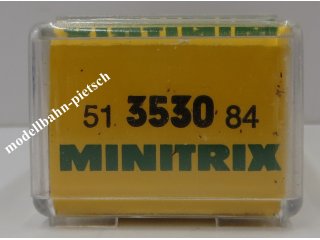 modellbahn-pietsch
51 3530 84
MINITRIX